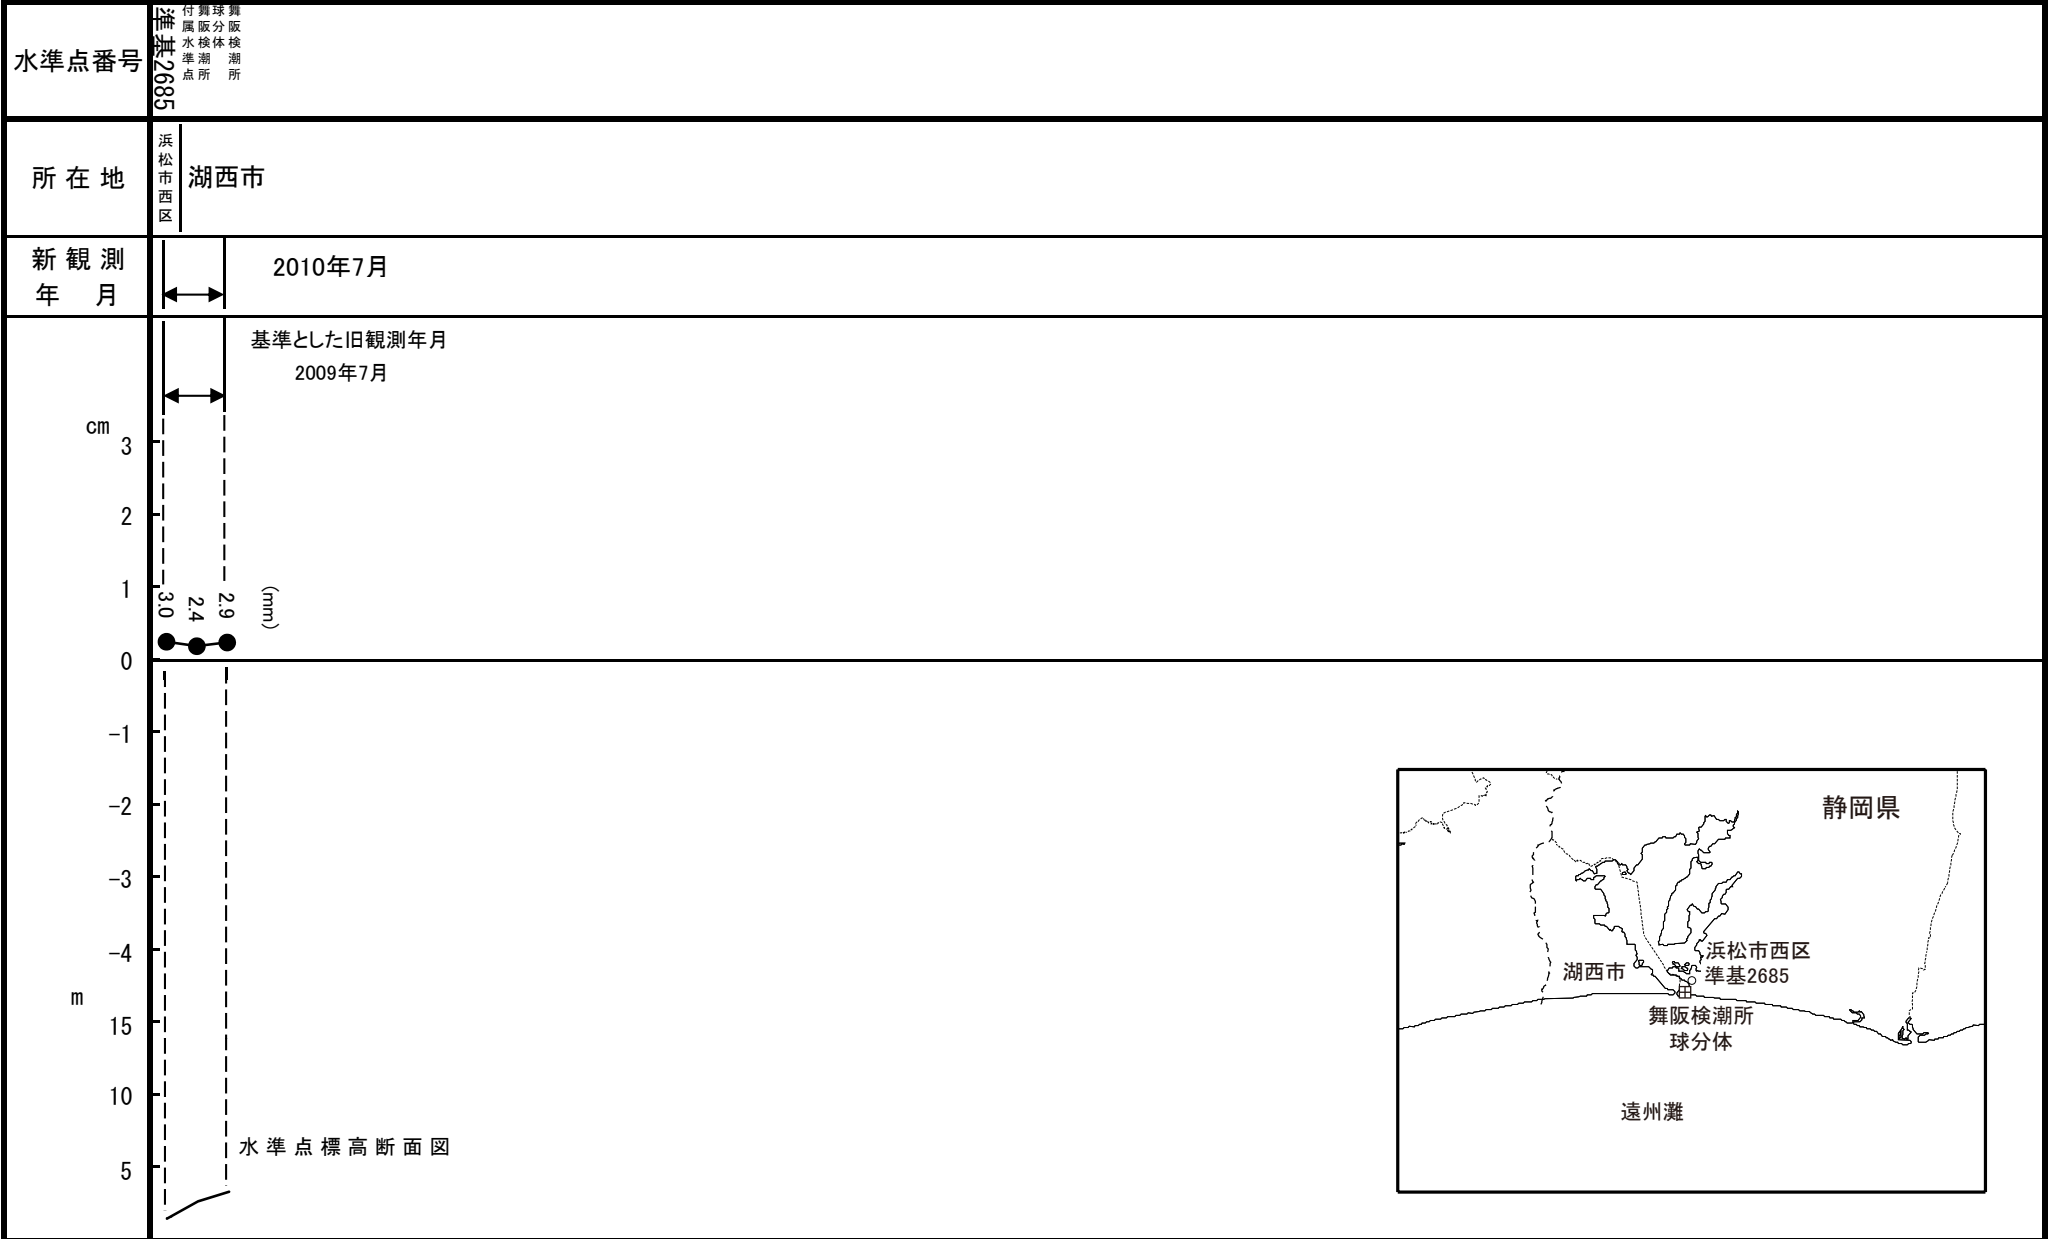 水準点番号
準基2685
舞阪検潮所
付属水準点
舞阪検潮所
球分体
所在地
浜松市西区
湖西市
新観測
年　月
2010年7月
基準とした旧観測年月
2009年7月
cm
3
2
1
0
-1
-2
-3
-4
3.0
2.4
2.9
(mm)
m
15
10
5
水準点標高断面図
静岡県
浜松市西区
準基2685
湖西市
舞阪検潮所
球分体
遠州灘